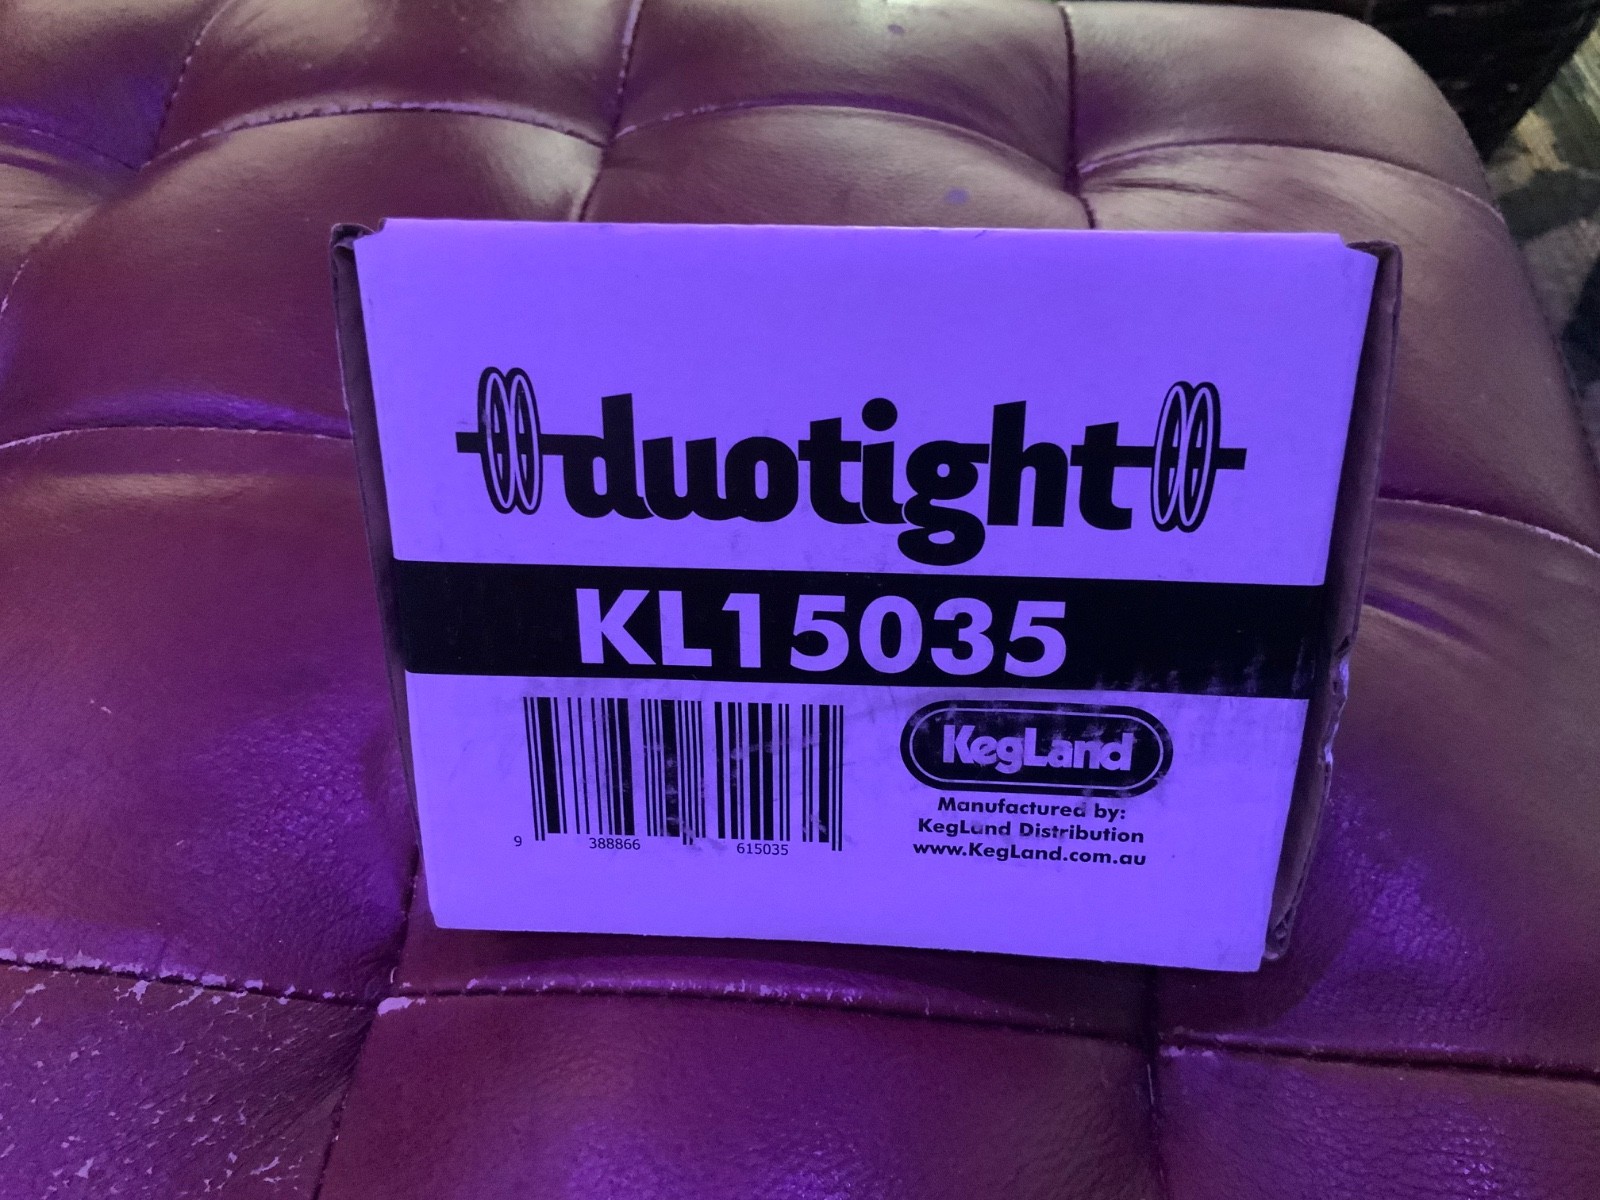 duotight
KL15035
9 388866 615035
KegLand
Manufactured by:
KegLand Distribution
www.KegLand.com.au